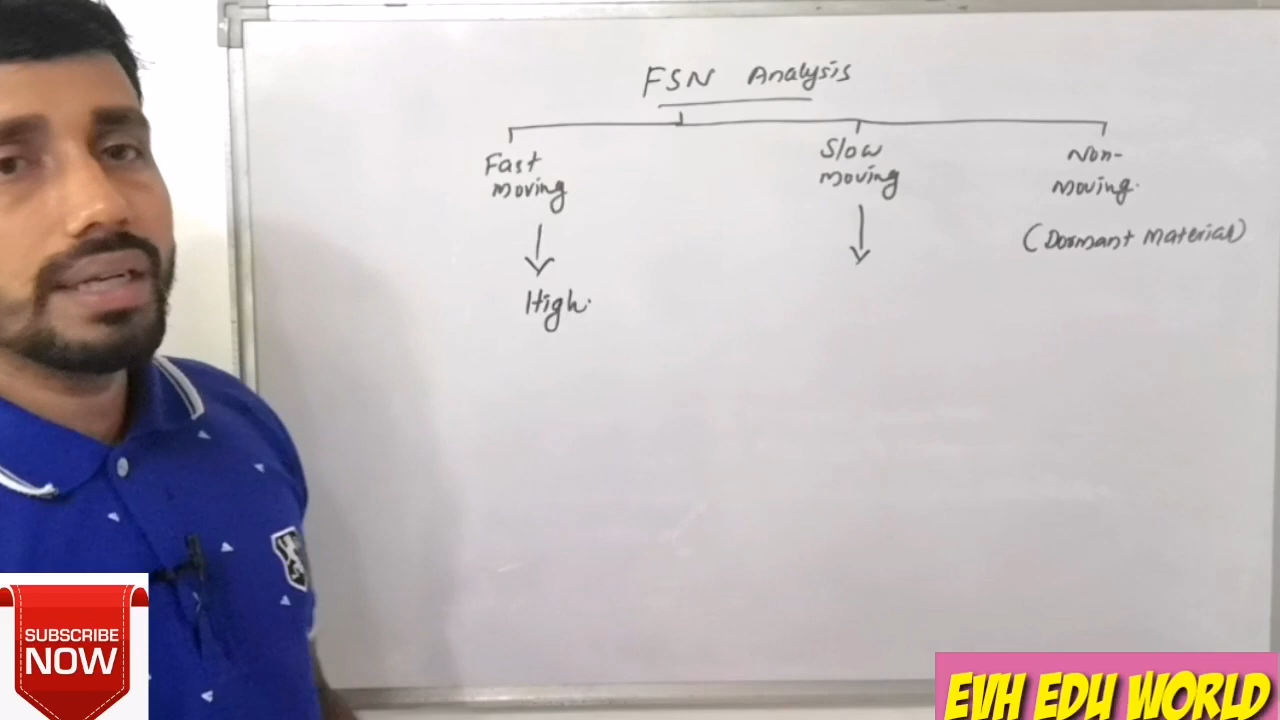 FSN Analysis
Fast
moving
Slow
moving
Non-
moving.
(Dormant Material)
High.
SUBSCRIBE
NOW
EVH EDU WORLD